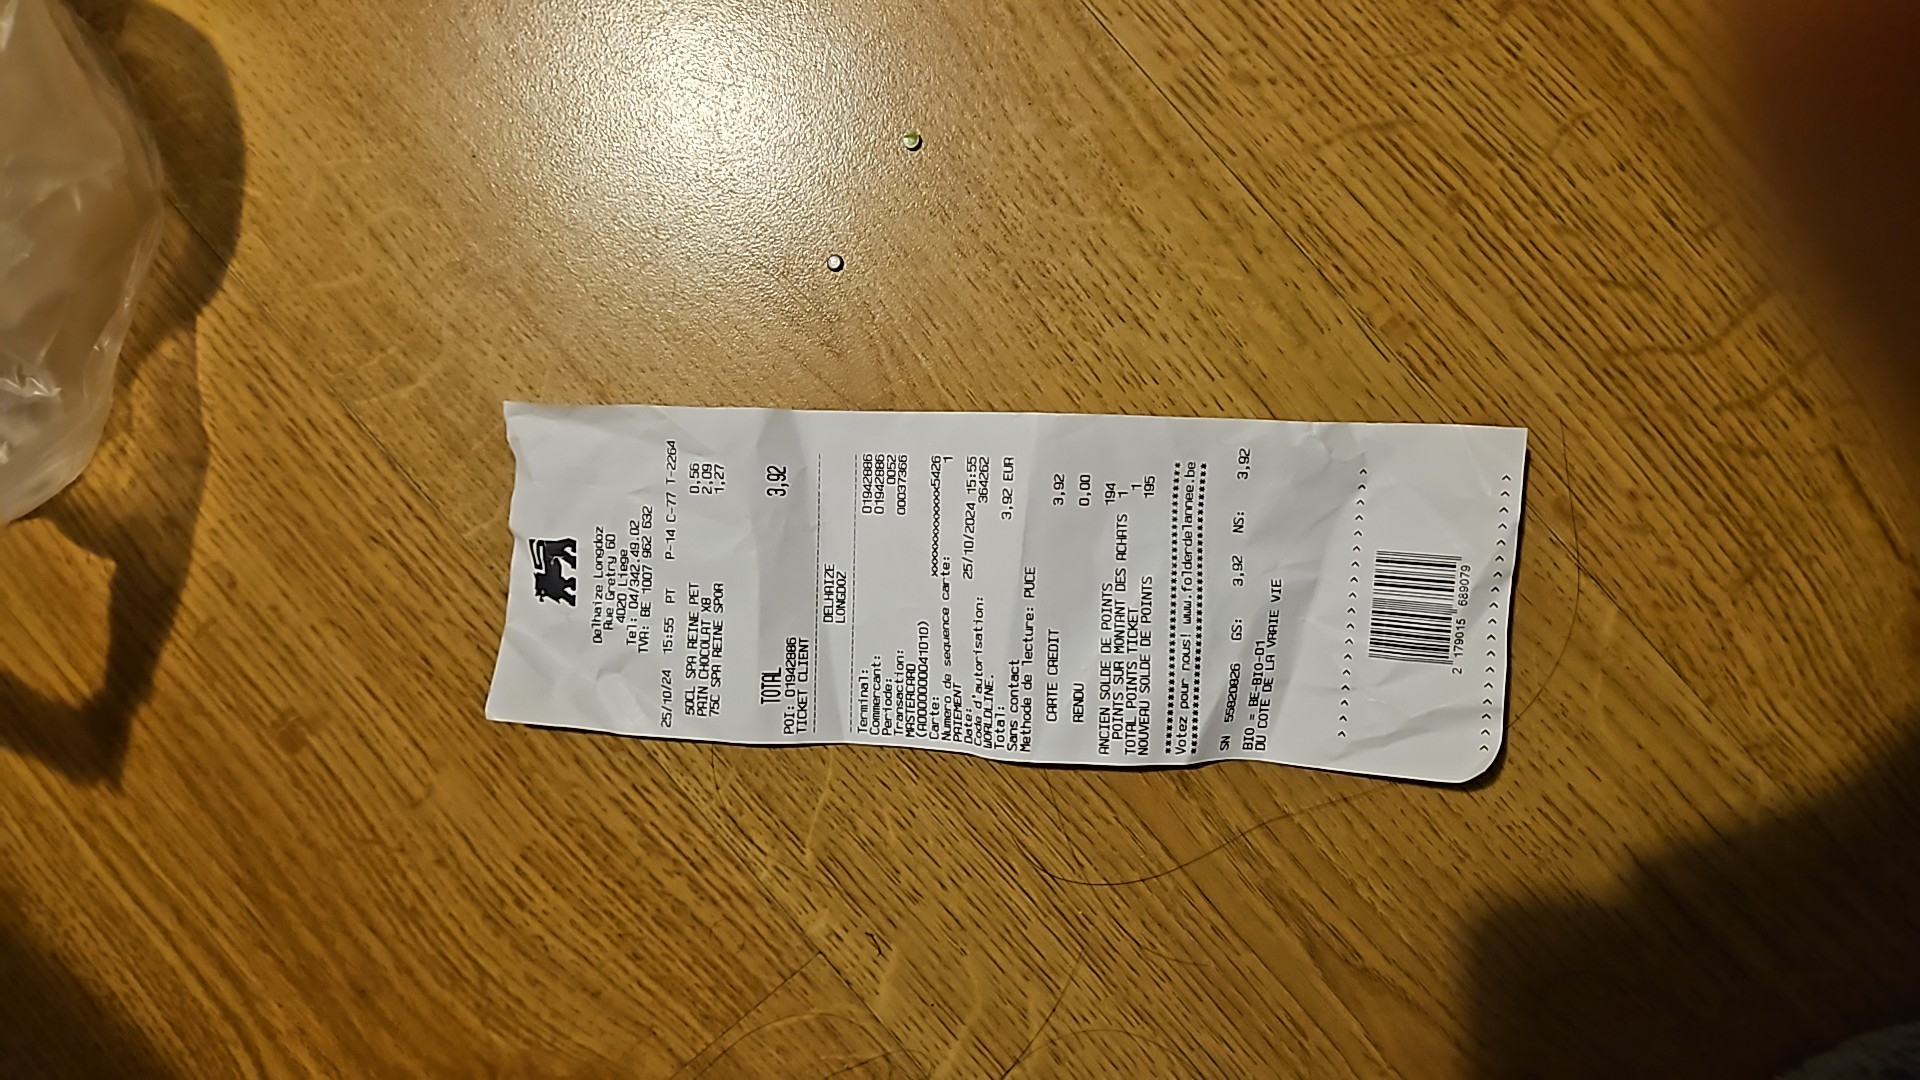 Delhaize Longdoz
Rue Gretry 60
4020 Liege
Tel: 04/342.49.02
TVA: BE 1007 962 632
25/10/24 15:55 PT P-14 C-77 T-2264
50CL SPA REINE PET 0,56
PAIN CHOCOLAT X8 2,09
75C SPA REINE SPOR 1,27
TOTAL 3,92
POI: 01942886
TICKET CLIENT
DELHAIZE
LONGDOZ
Terminal: 01942886
Commercant: 01942886
Periode: 0052
Transaction: 00037366
MASTERCARD
(A0000000041010)
Carte: xxxxxxxxxxxx5426
Numero de sequence carte: 1
PAIEMENT
Date: 25/10/2024 15:55
Code d'autorisation: 364262
WORLDLINE.
Total: 3,92 EUR
Sans contact
Methode de lecture: PUCE
CARTE CREDIT 3,92
RENDU 0,00
ANCIEN SOLDE DE POINTS 194
POINTS SUR MONTANT DES ACHATS 1
TOTAL POINTS TICKET 1
NOUVEAU SOLDE DE POINTS 195
Votez pour nous! www.folderdelannee.be
SN 55820826 GS: 3,92 NS: 3,92
BIO = BE-BIO-01
DU COTE DE LA VRAIE VIE
2 179015 689079